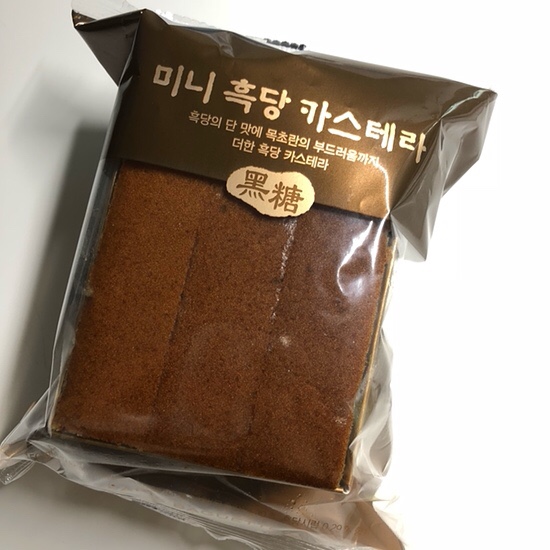 미니 흑당 카스테라
흑당의 단 맛에 목초란의 부드러움까지
더한 흑당 카스테라
黑糖